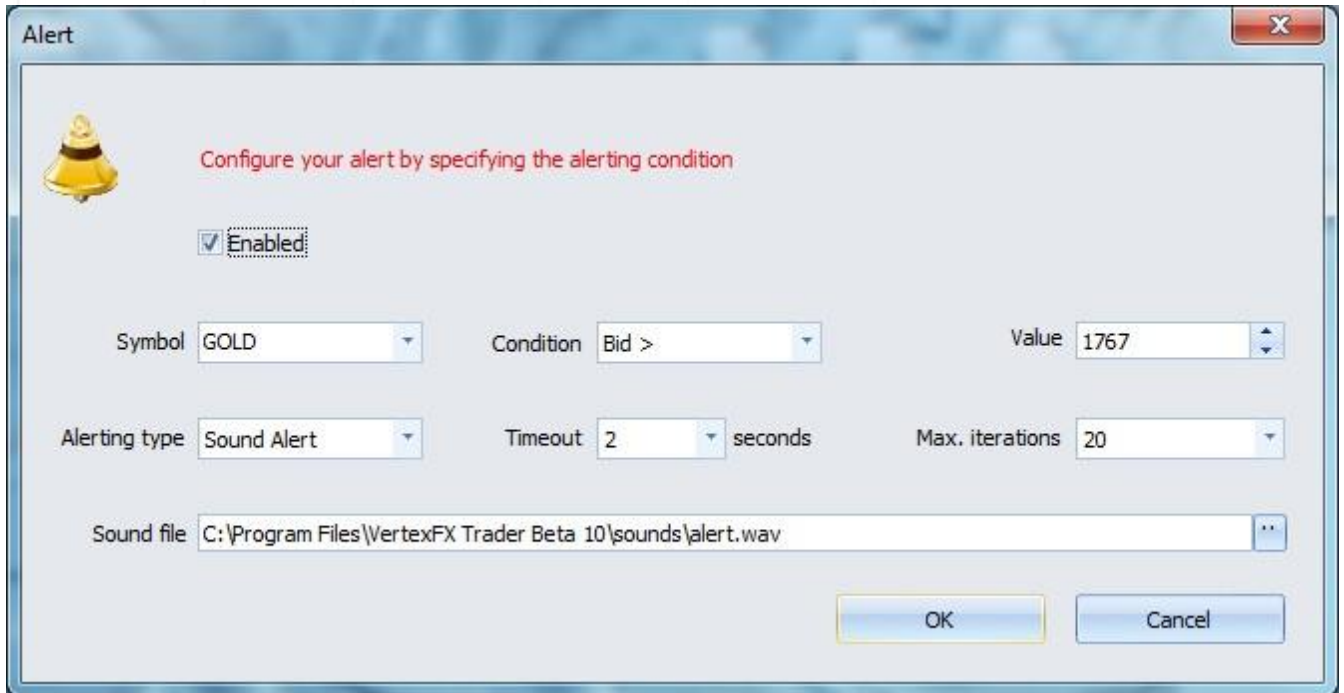 Alert
Configure your alert by specifying the alerting condition
Enabled
Symbol GOLD Condition Bid > Value 1767
Alerting type Sound Alert Timeout 2 seconds Max. iterations 20
Sound file C:\Program Files\VertexFX Trader Beta 10\sounds\alert.wav ..
OK Cancel